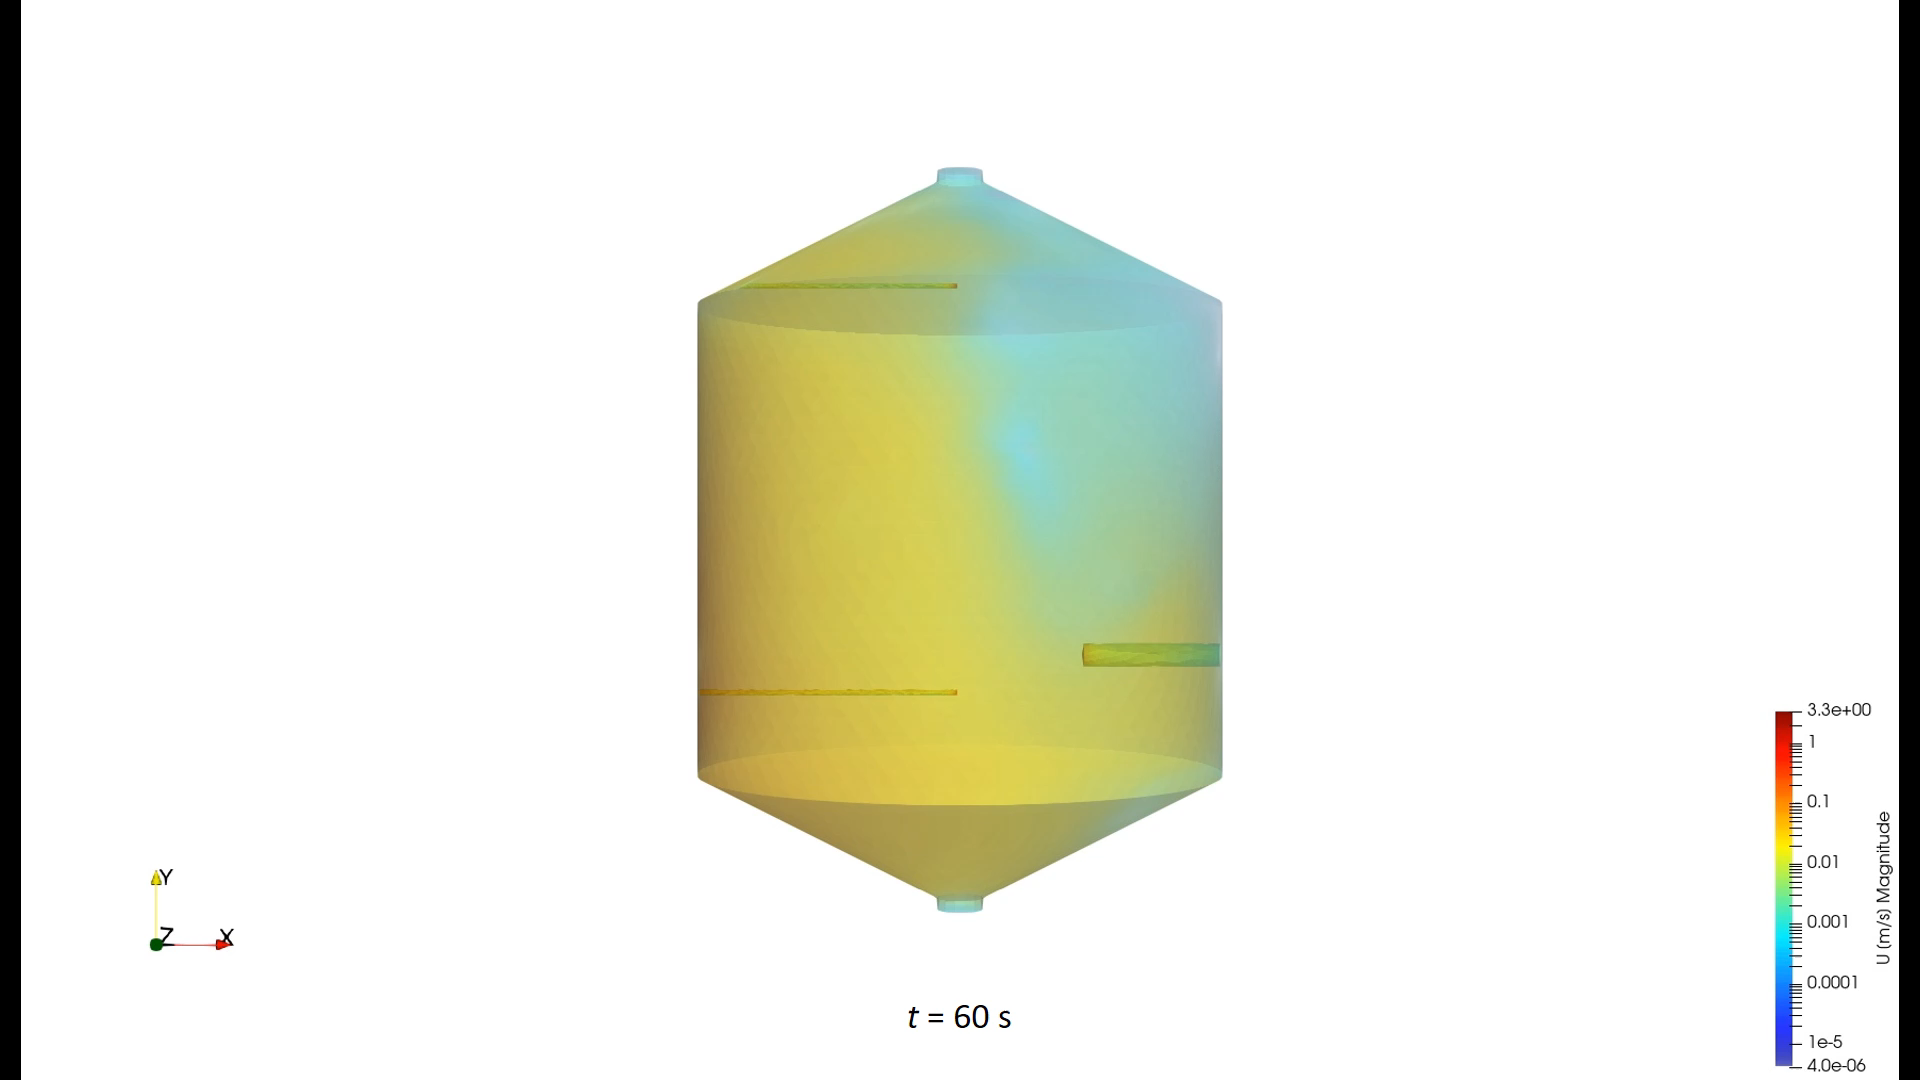 3.3e+00
1
0.1
0.01
0.001
0.0001
1e-5
4.0e-06
U (m/s) Magnitude
Y
Z
X
t = 60 s